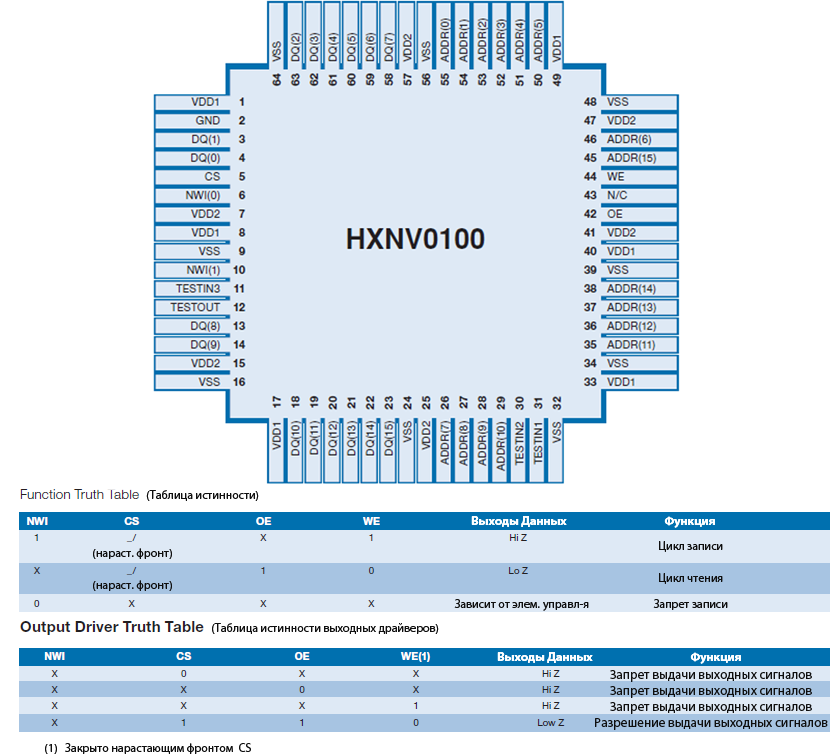 VSS DQ(2) DQ(3) DQ(4) DQ(5) DQ(6) DQ(7) VDD2 VSS ADDR(0) ADDR(1) ADDR(2) ADDR(3) ADDR(4) ADDR(5) VDD1
64 63 62 61 60 59 58 57 56 55 54 53 52 51 50 49
VDD1 1
GND 2
DQ(1) 3
DQ(0) 4
CS 5
NWI(0) 6
VDD2 7
VDD1 8
VSS 9
NWI(1) 10
TESTIN3 11
TESTOUT 12
DQ(8) 13
DQ(9) 14
VDD2 15
VSS 16
HXNV0100
48 VSS
47 VDD2
46 ADDR(6)
45 ADDR(15)
44 WE
43 N/C
42 OE
41 VDD2
40 VDD1
39 VSS
38 ADDR(14)
37 ADDR(13)
36 ADDR(12)
35 ADDR(11)
34 VSS
33 VDD1
17 18 19 20 21 22 23 24 25 26 27 28 29 30 31 32
VDD1 DQ(10) DQ(11) DQ(12) DQ(13) DQ(14) DQ(15) VSS VDD2 ADDR(7) ADDR(8) ADDR(9) ADDR(10) TESTIN2 TESTIN1 VSS
Function Truth Table (Таблица истинности)
NWI CS OE WE Выходы Данных Функция
1 _/ (нараст. фронт) X 1 Hi Z Цикл записи
X _/ (нараст. фронт) 1 0 Lo Z Цикл чтения
0 X X X Зависит от элем. управл-я Запрет записи
Output Driver Truth Table (Таблица истинности выходных драйверов)
NWI CS OE WE(1) Выходы Данных Функция
X 0 X X Hi Z Запрет выдачи выходных сигналов
X X 0 X Hi Z Запрет выдачи выходных сигналов
X X X 1 Hi Z Запрет выдачи выходных сигналов
X 1 1 0 Low Z Разрешение выдачи выходных сигналов
(1) Закрыто нарастающим фронтом CS